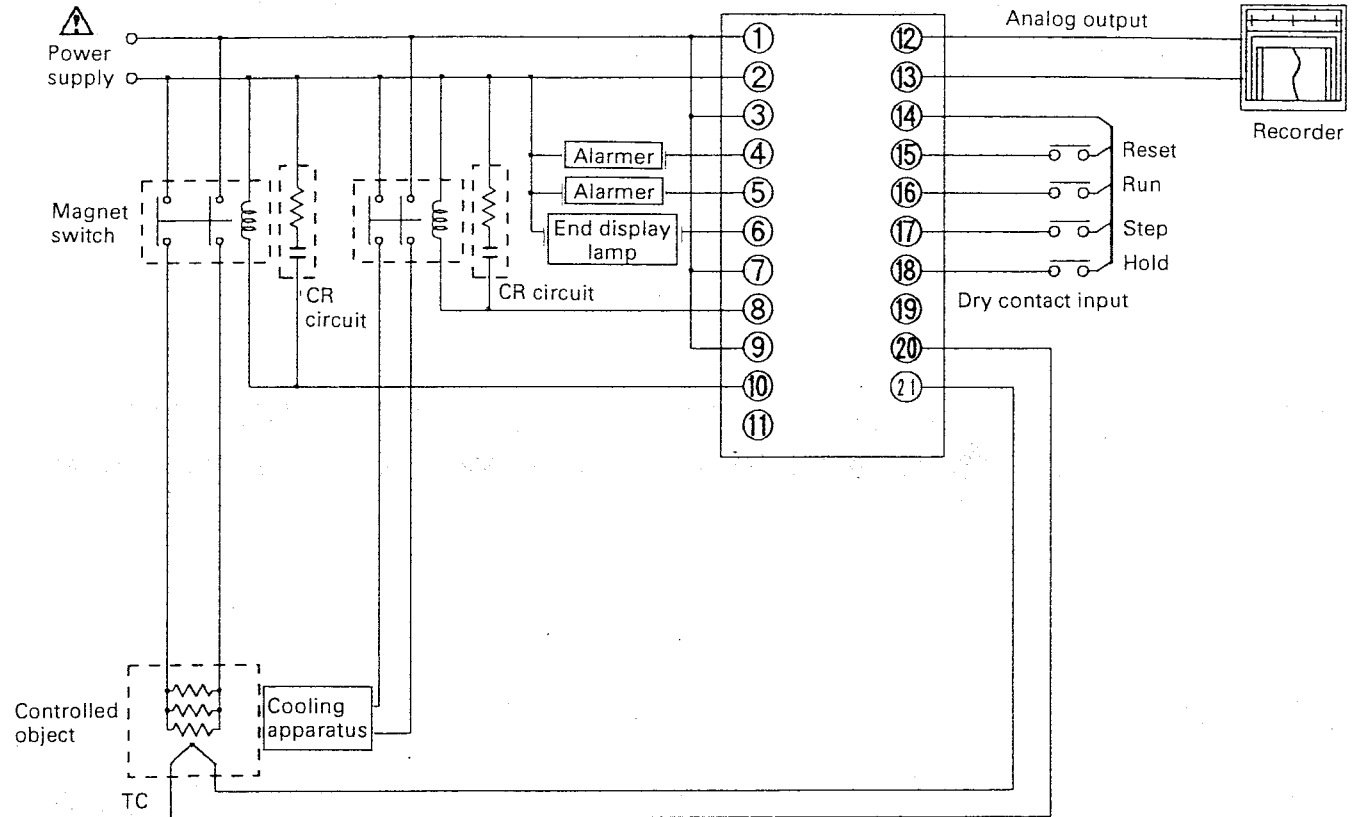 Power
supply
Analog output
Recorder
① ⑫
② ⑬
③ ⑭
Alarmer ④ ⑮ Reset
Alarmer ⑤ ⑯ Run
End display
lamp
⑥ ⑰ Step
⑦ ⑱ Hold
Dry contact input
⑧ ⑲
⑨ ⑳
⑩ ㉑
⑪
Magnet
switch
CR
circuit
CR circuit
Controlled
object
Cooling
apparatus
TC